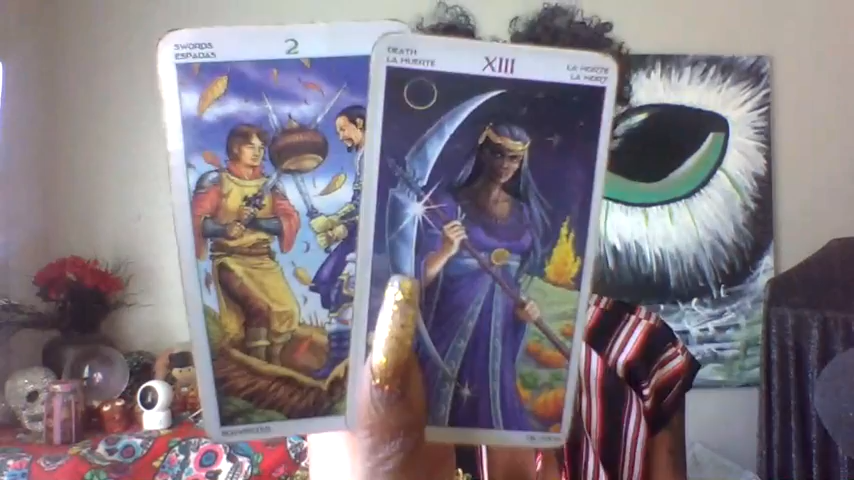 SWORDS
ESPADAS
2
DEATH
LA MUERTE
XIII
LA MORTE
LA MORT